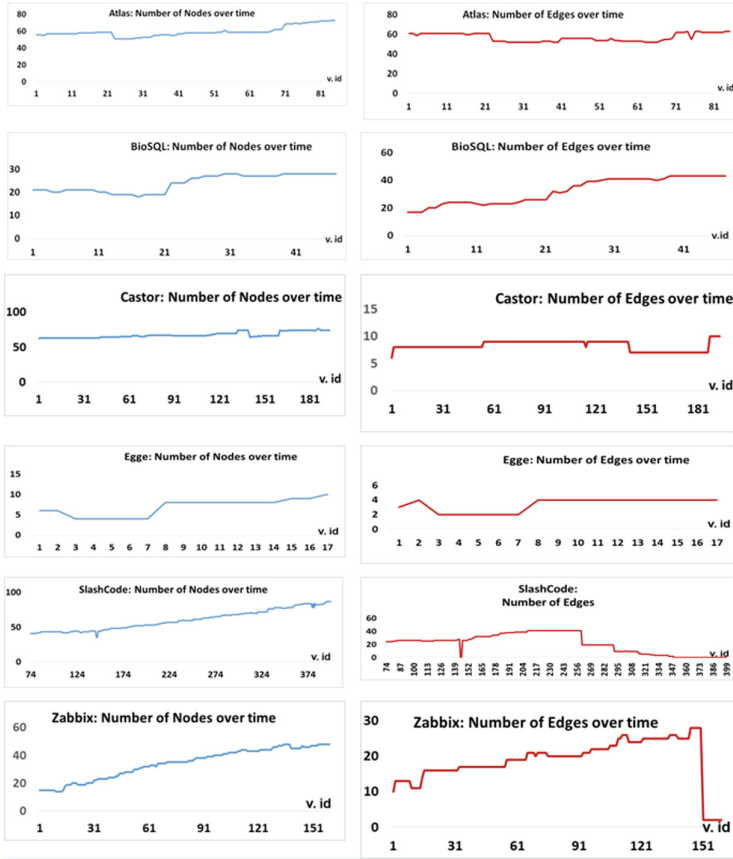 Atlas: Number of Nodes over time
80
60
40
20
0
v. id
1 11 21 31 41 51 61 71 81
Atlas: Number of Edges over time
80
60
40
20
0
v. id
1 11 21 31 41 51 61 71 81
BioSQL: Number of Nodes over time
30
20
10
0
v. id
1 11 21 31 41
BioSQL: Number of Edges over time
60
40
20
0
v. id
1 11 21 31 41
Castor: Number of Nodes over time
100
50
0
v. id
1 31 61 91 121 151 181
Castor: Number of Edges over time
15
10
5
0
v. id
1 31 61 91 121 151 181
Egge: Number of Nodes over time
15
10
5
0
v. id
1 2 3 4 5 6 7 8 9 10 11 12 13 14 15 16 17
Egge: Number of Edges over time
6
4
2
0
v. id
1 2 3 4 5 6 7 8 9 10 11 12 13 14 15 16 17
SlashCode: Number of Nodes over time
100
50
0
v. id
74 124 174 224 274 324 374
SlashCode:
Number of Edges
60
40
20
0
v. id
74 87 100 113 126 139 152 165 178 191 204 217 230 243 256 269 282 295 308 321 334 347 360 373 386 399
Zabbix: Number of Nodes over time
60
40
20
0
v. id
1 31 61 91 121 151
Zabbix: Number of Edges over time
30
20
10
0
v. id
1 31 61 91 121 151